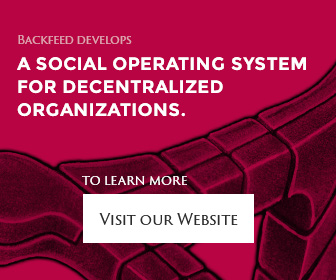 BACKFEED DEVELOPS
A SOCIAL OPERATING SYSTEM
FOR DECENTRALIZED
ORGANIZATIONS.
TO LEARN MORE
VISIT OUR WEBSITE